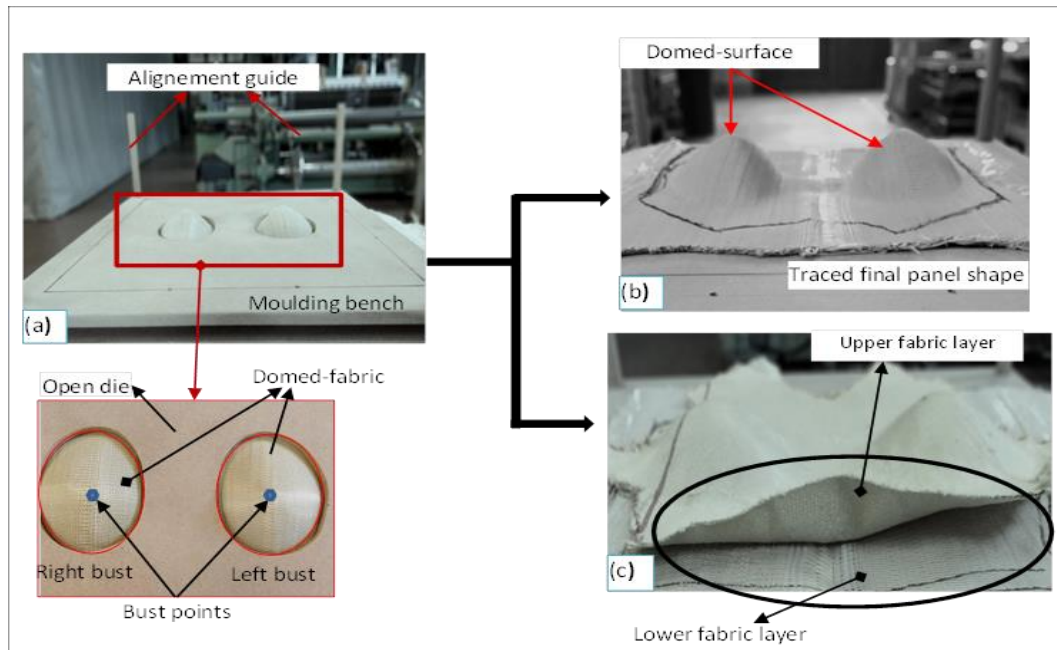 Alignement guide
Moulding bench
(a)
Open die
Domed-fabric
Right bust
Left bust
Bust points
Domed-surface
Traced final panel shape
(b)
Upper fabric layer
(c)
Lower fabric layer